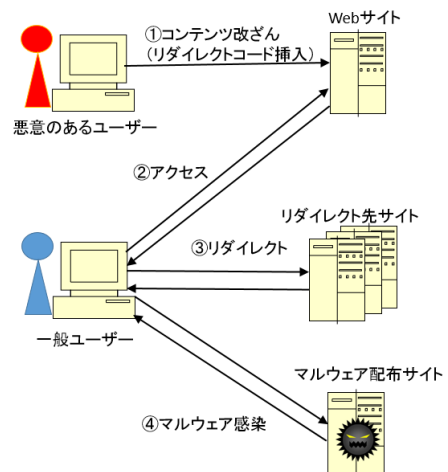 ①コンテンツ改ざん
(リダイレクトコード挿入)
Webサイト
悪意のあるユーザー
②アクセス
リダイレクト先サイト
③リダイレクト
一般ユーザー
マルウェア配布サイト
④マルウェア感染